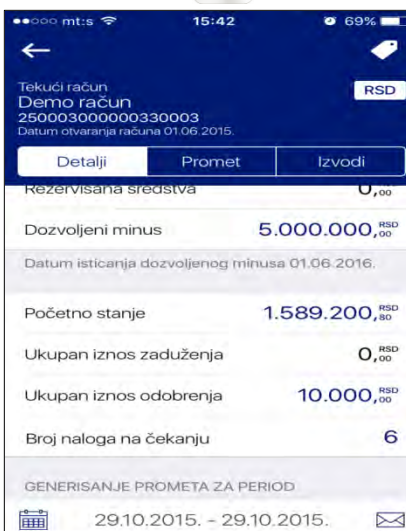 mt:s 15:42 69%
Tekući račun RSD
Demo račun
250003000000330003
Datum otvaranja računa 01.06.2015.
Detalji Promet Izvodi
Rezervisana sredstva 0,00
Dozvoljeni minus 5.000.000,00 RSD
Datum isticanja dozvoljenog minusa 01.06.2016.
Početno stanje 1.589.200,80 RSD
Ukupan iznos zaduženja 0,00 RSD
Ukupan iznos odobrenja 10.000,00 RSD
Broj naloga na čekanju 6
GENERISANJE PROMETA ZA PERIOD
29.10.2015. - 29.10.2015.